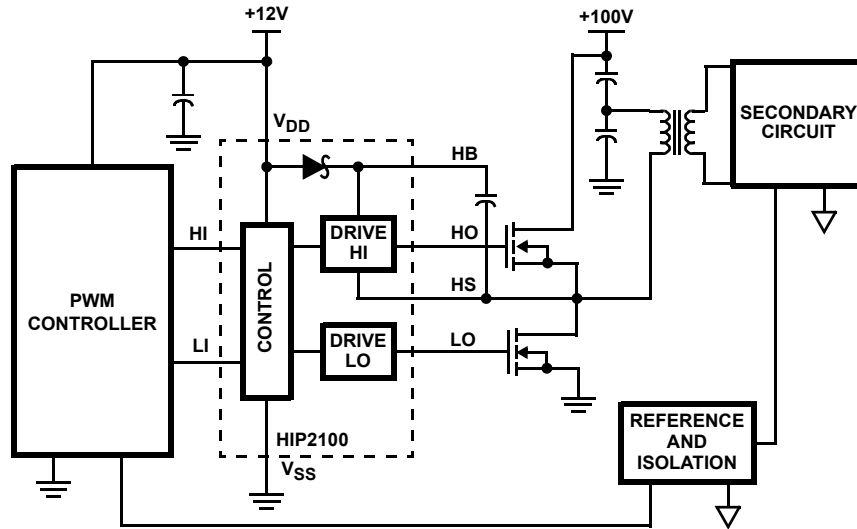 +12V
+100V
SECONDARY
CIRCUIT
VDD
HB
HI
DRIVE
HI
HO
PWM
CONTROLLER
CONTROL
HS
LI
DRIVE
LO
LO
HIP2100
VSS
REFERENCE
AND
ISOLATION